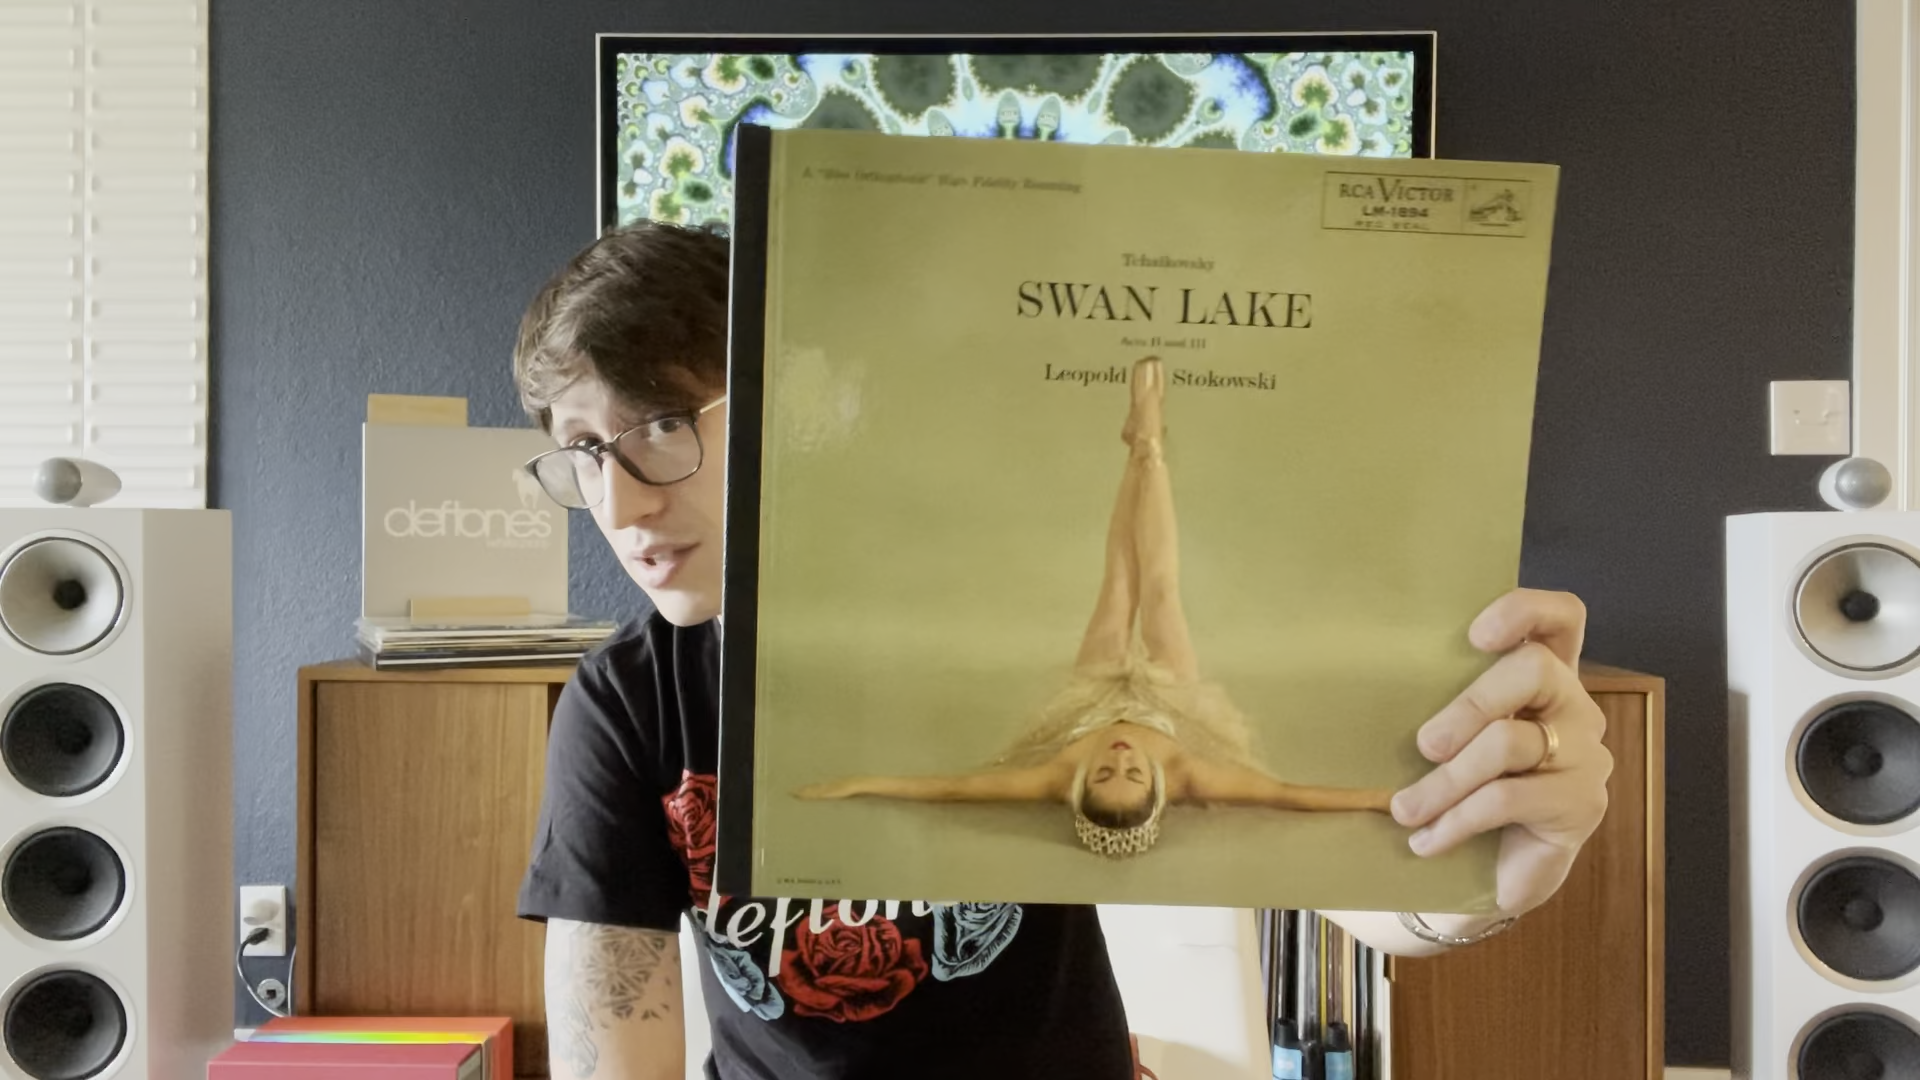 A "New Orthophonic" High Fidelity Recording
RCA VICTOR
LM-1894
RED SEAL
Tchaikovsky
SWAN LAKE
Acts II and III
Leopold Stokowski
deftones
deftones